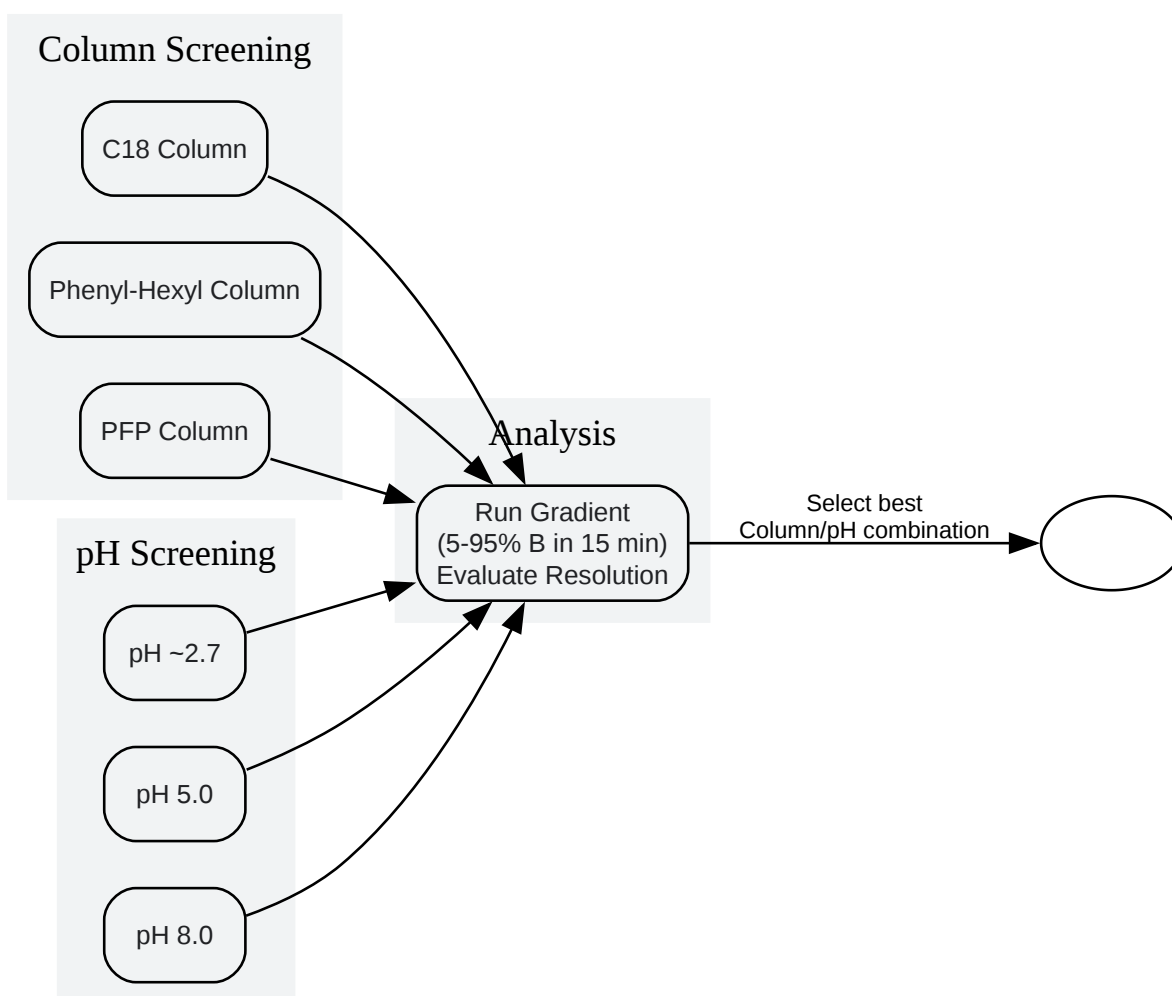 Column Screening
C18 Column
Phenyl-Hexyl Column
PFP Column
pH Screening
pH ~2.7
pH 5.0
pH 8.0
Analysis
Run Gradient
(5-95% B in 15 min)
Evaluate Resolution
Select best
Column/pH combination